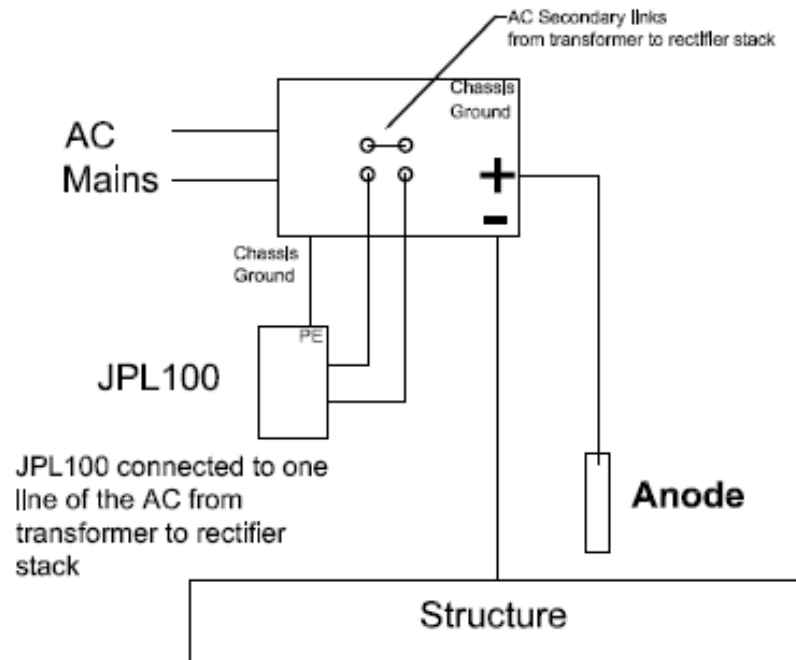 AC Secondary links
from transformer to rectifier stack
Chassis
Ground
AC
Mains
+
-
Chassis
Ground
PE
JPL100
JPL100 connected to one
line of the AC from
transformer to rectifier
stack
Anode
Structure